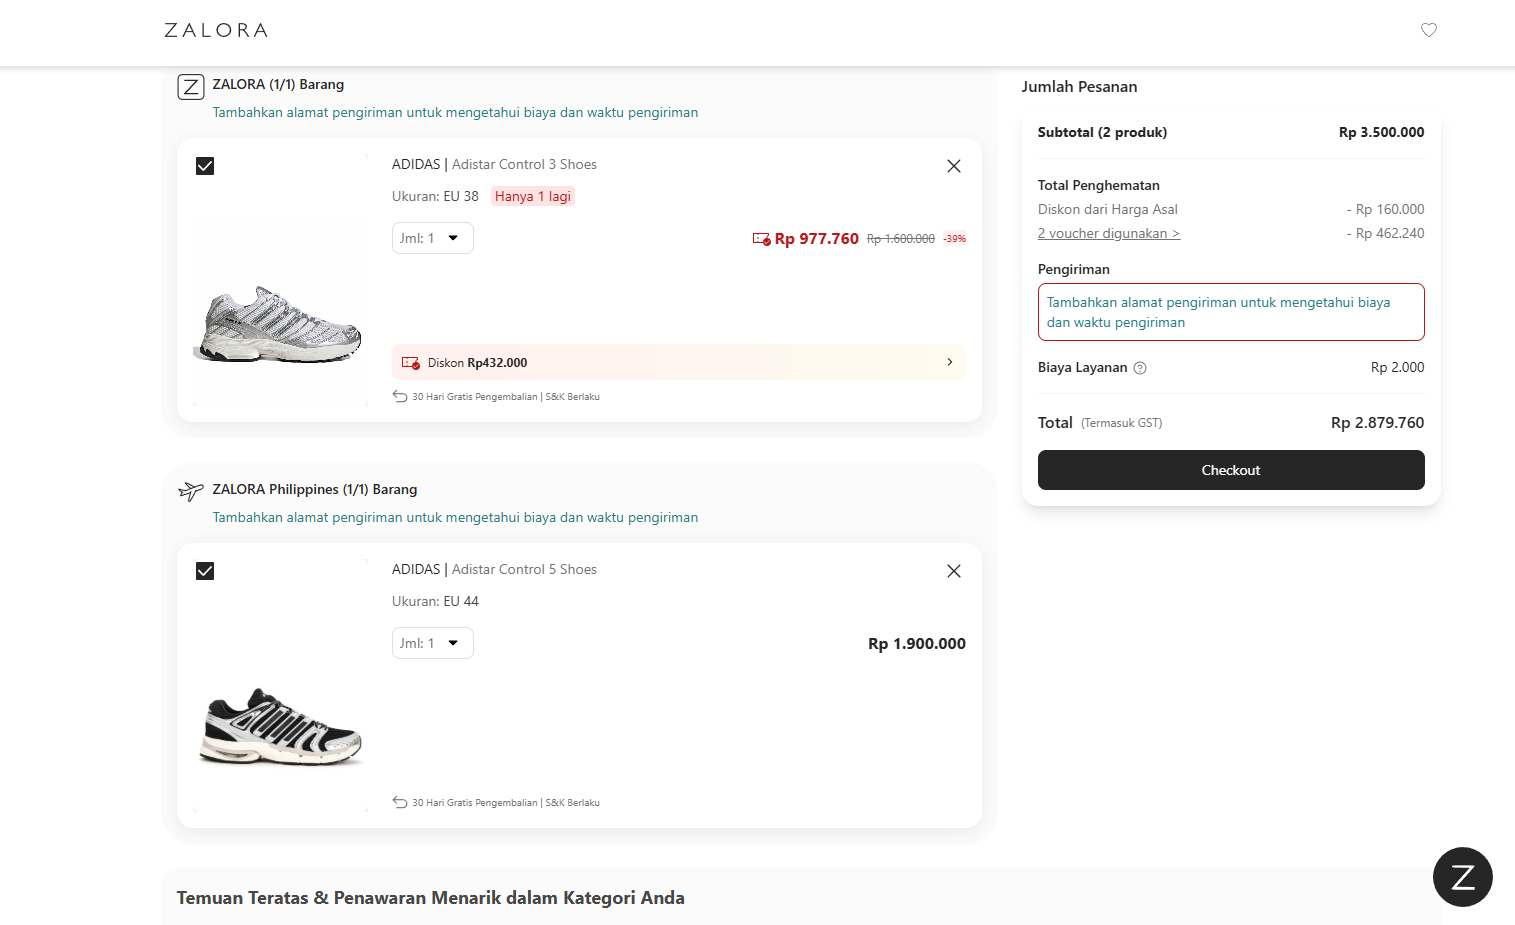 ZALORA
ZALORA (1/1) Barang
Tambahkan alamat pengiriman untuk mengetahui biaya dan waktu pengiriman
ADIDAS | Adistar Control 3 Shoes
Ukuran: EU 38 Hanya 1 lagi
Jml: 1
Rp 977.760 Rp 1.600.000 -39%
Diskon Rp432.000
30 Hari Gratis Pengembalian | S&K Berlaku
ZALORA Philippines (1/1) Barang
Tambahkan alamat pengiriman untuk mengetahui biaya dan waktu pengiriman
ADIDAS | Adistar Control 5 Shoes
Ukuran: EU 44
Jml: 1
Rp 1.900.000
30 Hari Gratis Pengembalian | S&K Berlaku
Jumlah Pesanan
Subtotal (2 produk) Rp 3.500.000
Total Penghematan
Diskon dari Harga Asal - Rp 160.000
2 voucher digunakan > - Rp 462.240
Pengiriman
Tambahkan alamat pengiriman untuk mengetahui biaya
dan waktu pengiriman
Biaya Layanan ? Rp 2.000
Total (Termasuk GST) Rp 2.879.760
Checkout
Temuan Teratas & Penawaran Menarik dalam Kategori Anda
Z